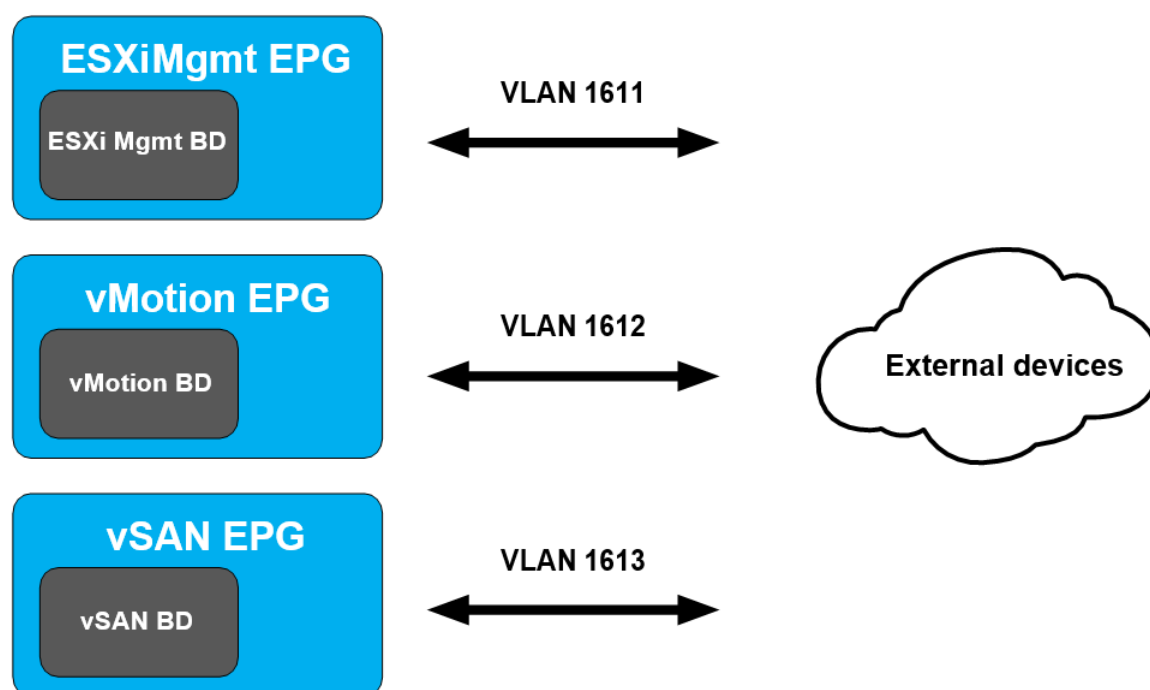 ESXiMgmt EPG
ESXi Mgmt BD
VLAN 1611
vMotion EPG
vMotion BD
VLAN 1612
External devices
vSAN EPG
vSAN BD
VLAN 1613